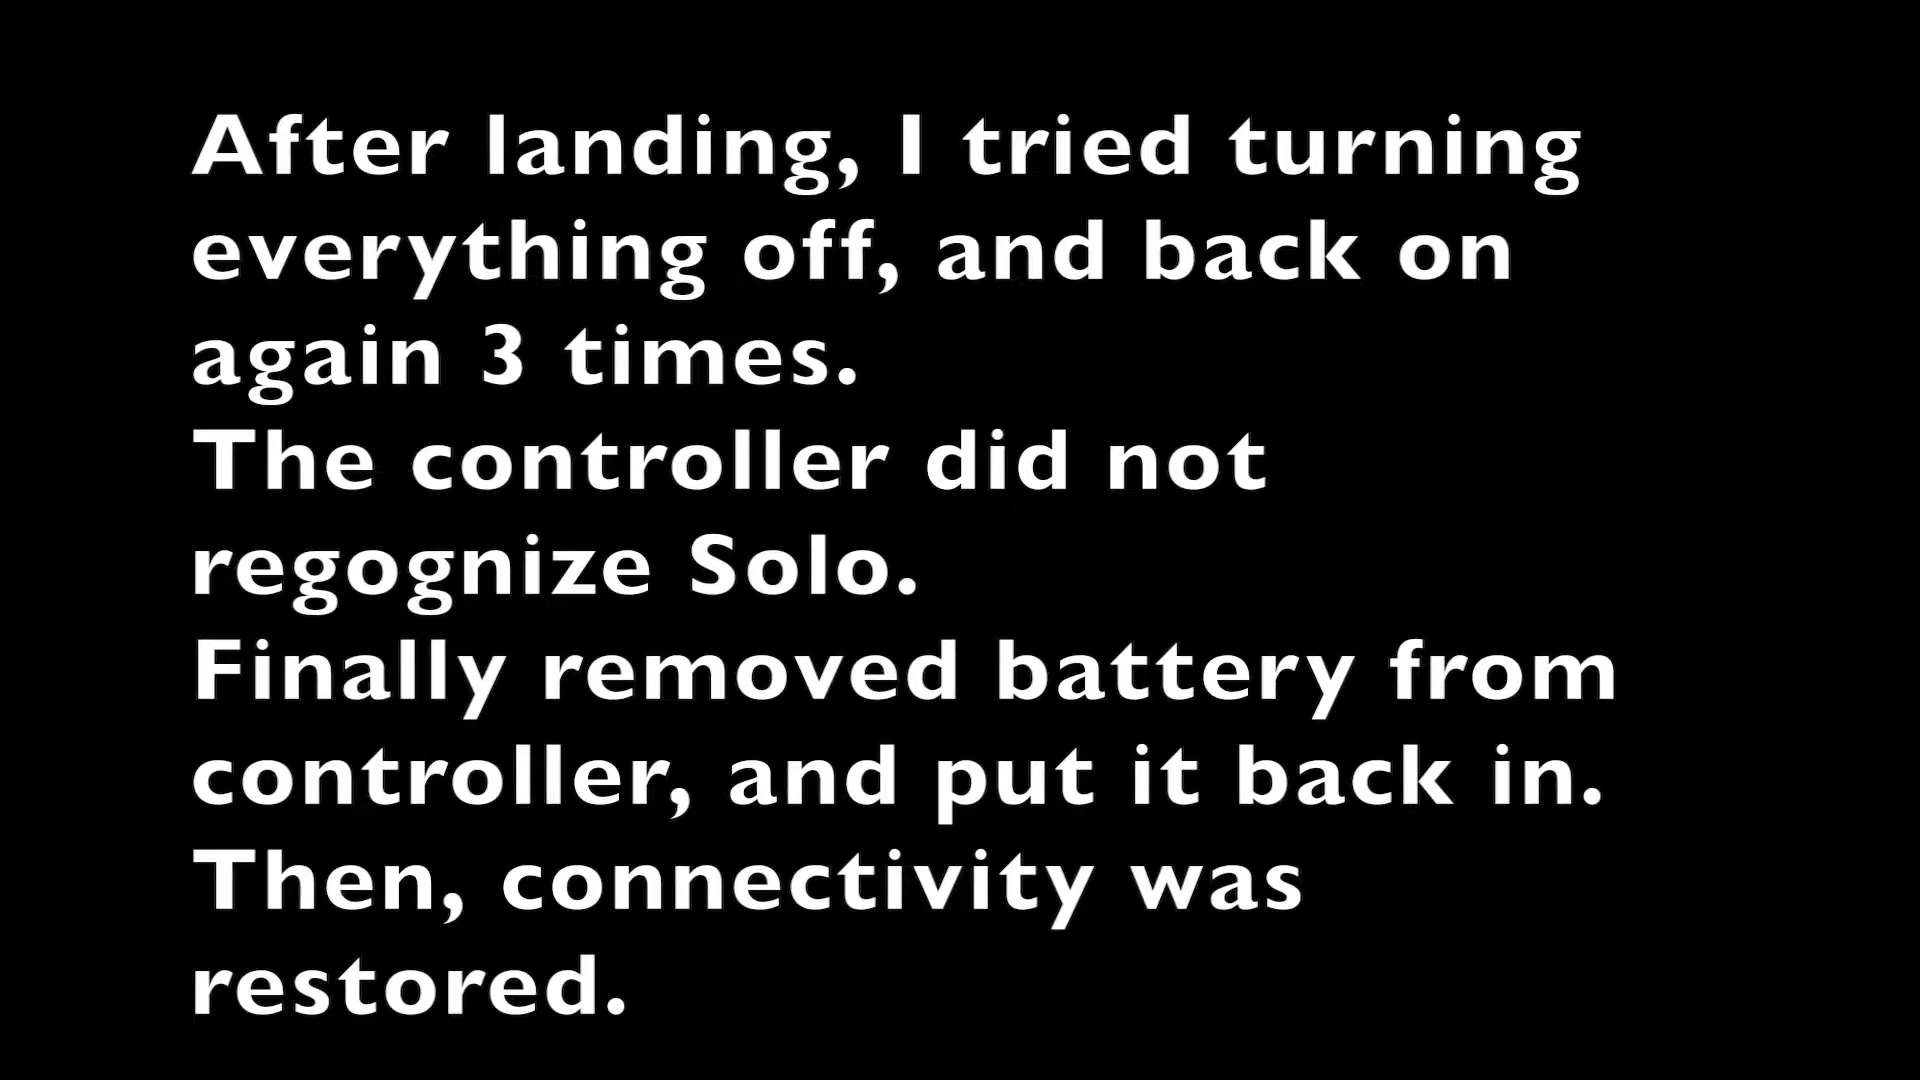 After landing, I tried turning
everything off, and back on
again 3 times.
The controller did not
regognize Solo.
Finally removed battery from
controller, and put it back in.
Then, connectivity was
restored.